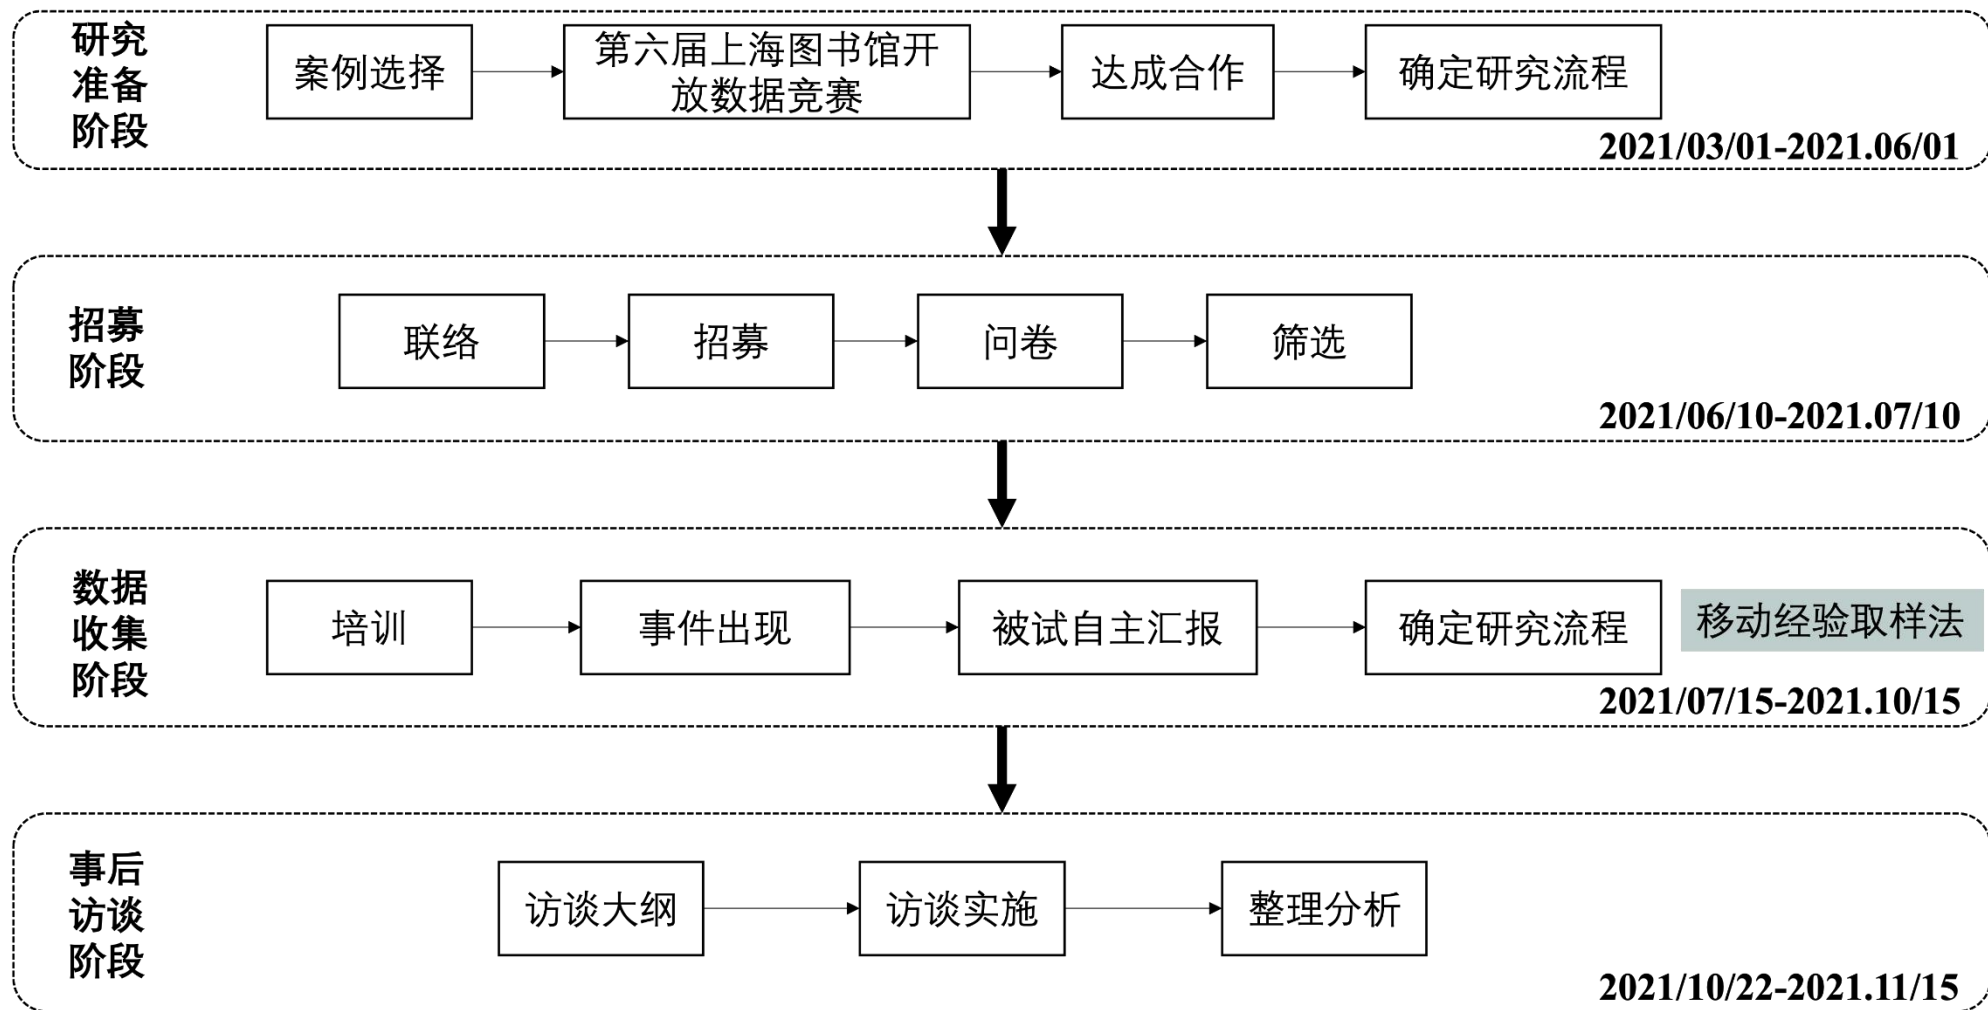 研究
准备
阶段
案例选择
第六届上海图书馆开
放数据竞赛
达成合作
确定研究流程
2021/03/01-2021.06/01
招募
阶段
联络
招募
问卷
筛选
2021/06/10-2021.07/10
数据
收集
阶段
培训
事件出现
被试自主汇报
确定研究流程
移动经验取样法
2021/07/15-2021.10/15
事后
访谈
阶段
访谈大纲
访谈实施
整理分析
2021/10/22-2021.11/15